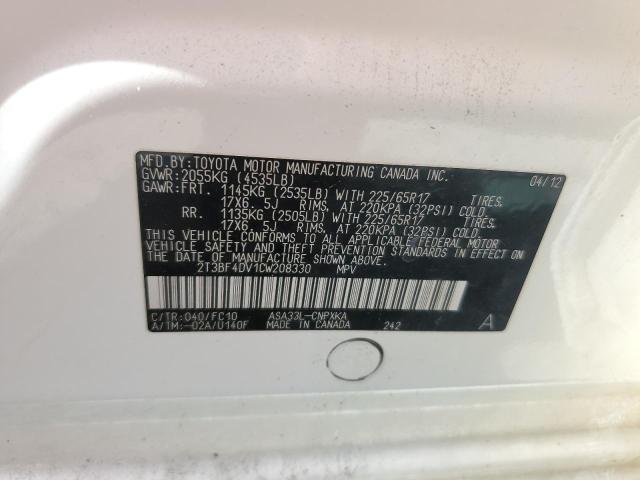 MFD.BY:TOYOTA MOTOR MANUFACTURING CANADA INC. 04/12
GVWR:2055KG (4535LB)
GAWR:FRT. 1145KG (2535LB) WITH 225/65R17 TIRES
17X6.5J RIMS, AT 220KPA (32PSI) COLD
RR. 1135KG (2505LB) WITH 225/65R17 TIRES
17X6.5J RIMS, AT 220KPA (32PSI) COLD
THIS VEHICLE CONFORMS TO ALL APPLICABLE FEDERAL MOTOR
VEHICLE SAFETY AND THEFT PREVENTION STANDARDS IN EFFECT ON
THE DATE OF MANUFACTURE SHOWN ABOVE.
2T3BF4DV1CW208330 MPV
C/TR:040/FC10 ASA33L-CNPXKA
A/TM:-02A/U140F MADE IN CANADA 242 A